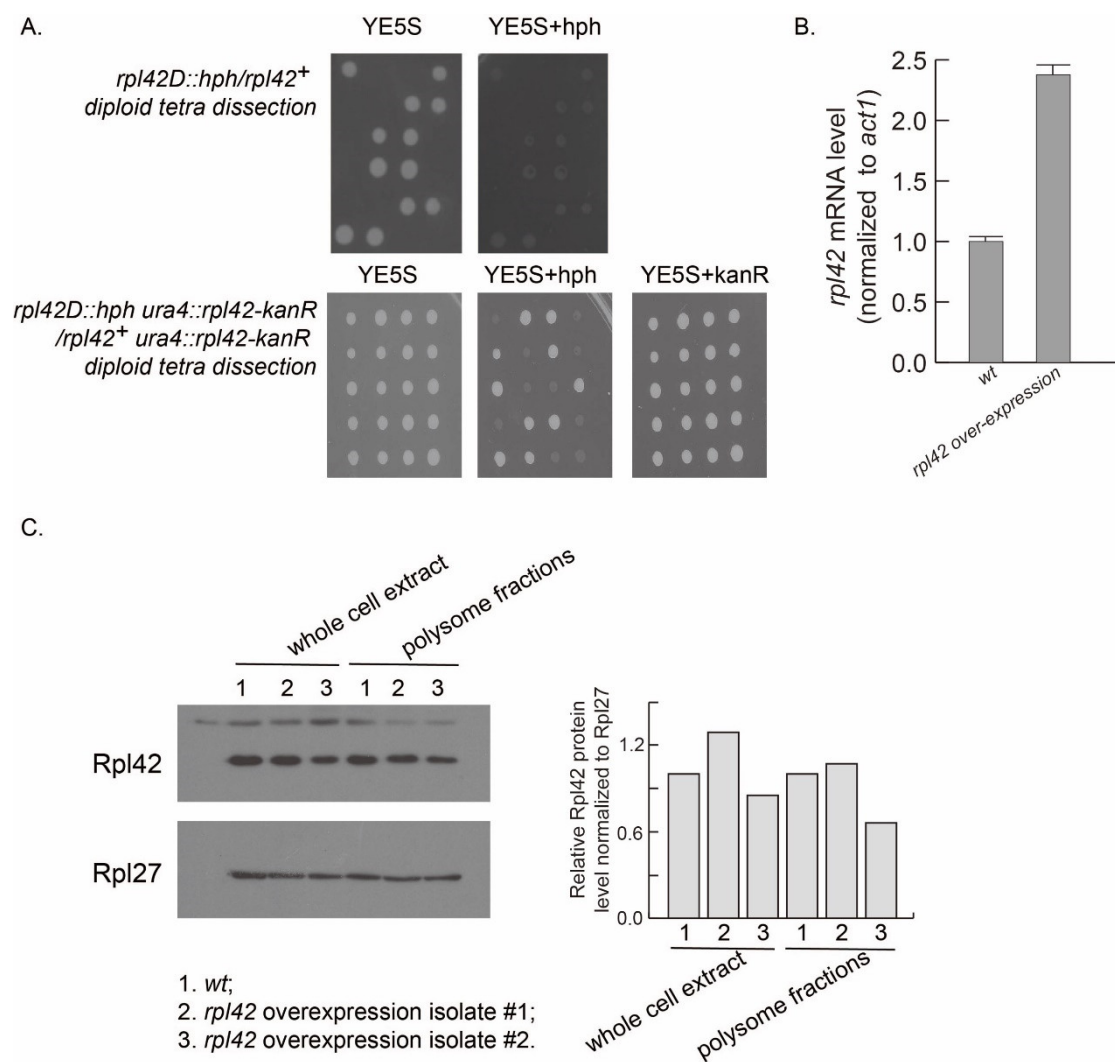 A.
YE5S
YE5S+hph
rpl42D::hph/rpl42+
diploid tetra dissection
YE5S
YE5S+hph
YE5S+kanR
rpl42D::hph ura4::rpl42-kanR
/rpl42+ ura4::rpl42-kanR
diploid tetra dissection
B.
rpl42 mRNA level
(normalized to act1)
2.5
2.0
1.5
1.0
0.5
0.0
wt
rpl42 over-expression
C.
whole cell extract
polysome fractions
1 2 3 1 2 3
Rpl42
Rpl27
Relative Rpl42 protein
level normalized to Rpl27
1.2
0.6
0.0
1 2 3 1 2 3
whole cell extract
polysome fractions
1. wt;
2. rpl42 overexpression isolate #1;
3. rpl42 overexpression isolate #2.